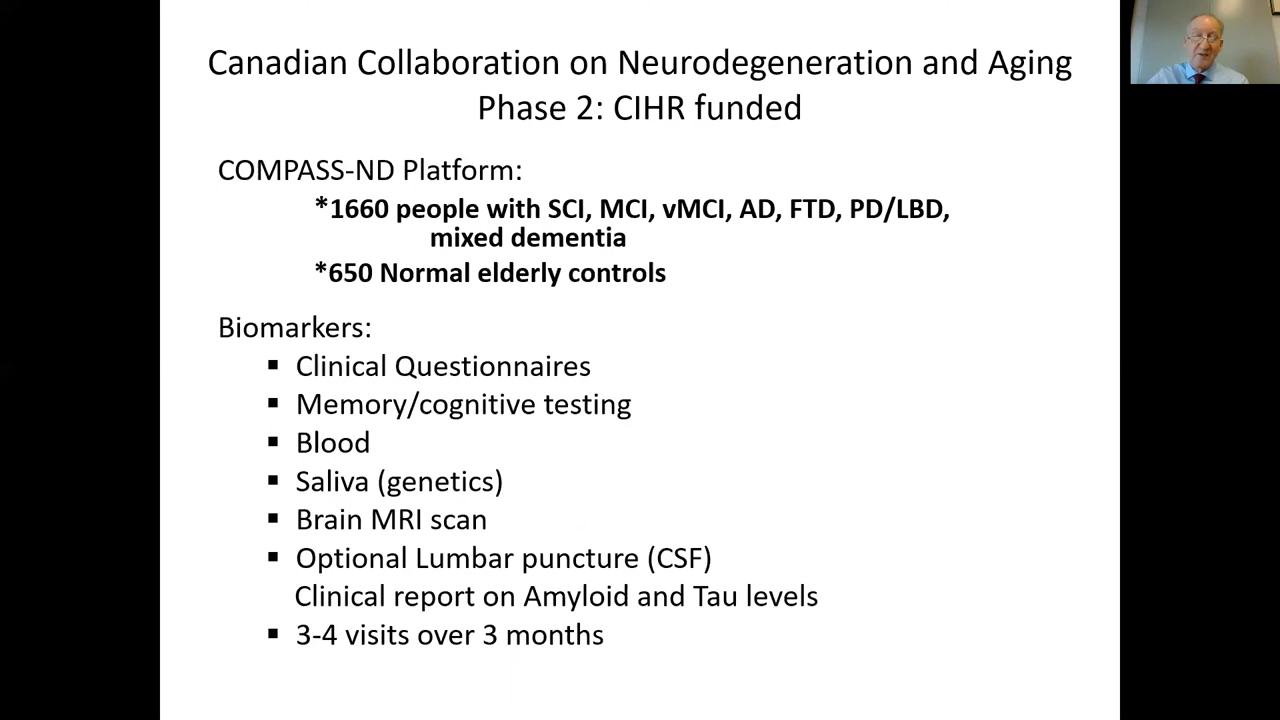 Canadian Collaboration on Neurodegeneration and Aging
Phase 2: CIHR funded
COMPASS-ND Platform:
*1660 people with SCI, MCI, vMCI, AD, FTD, PD/LBD,
mixed dementia
*650 Normal elderly controls
Biomarkers:
▪ Clinical Questionnaires
▪ Memory/cognitive testing
▪ Blood
▪ Saliva (genetics)
▪ Brain MRI scan
▪ Optional Lumbar puncture (CSF)
Clinical report on Amyloid and Tau levels
▪ 3-4 visits over 3 months